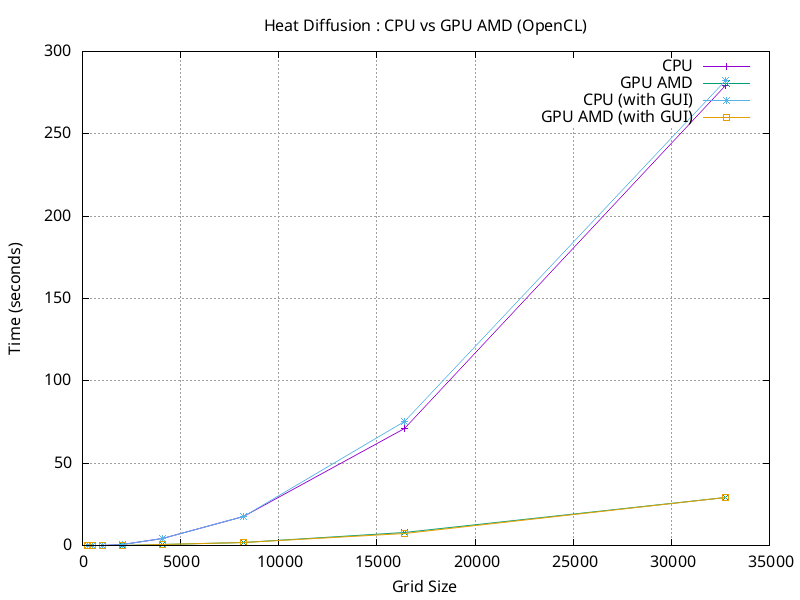 Heat Diffusion : CPU vs GPU AMD (OpenCL)
300
250
200
150
100
50
0
Time (seconds)
CPU
GPU AMD
CPU (with GUI)
GPU AMD (with GUI)
0 5000 10000 15000 20000 25000 30000 35000
Grid Size